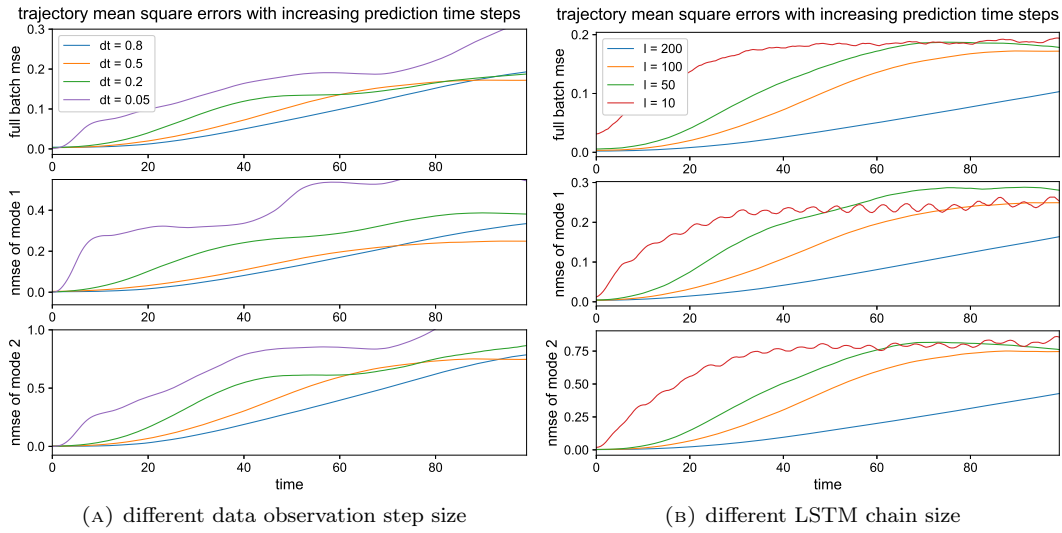 trajectory mean square errors with increasing prediction time steps
full batch mse
0.3
0.2
0.1
0.0
dt = 0.8
dt = 0.5
dt = 0.2
dt = 0.05
0 20 40 60 80
nmse of mode 1
0.4
0.2
0.0
0 20 40 60 80
nmse of mode 2
1.0
0.5
0.0
0 20 40 60 80
time
(A) different data observation step size
trajectory mean square errors with increasing prediction time steps
full batch mse
0.2
0.1
0.0
l = 200
l = 100
l = 50
l = 10
0 20 40 60 80
nmse of mode 1
0.3
0.2
0.1
0.0
0 20 40 60 80
nmse of mode 2
0.75
0.50
0.25
0.00
0 20 40 60 80
time
(B) different LSTM chain size